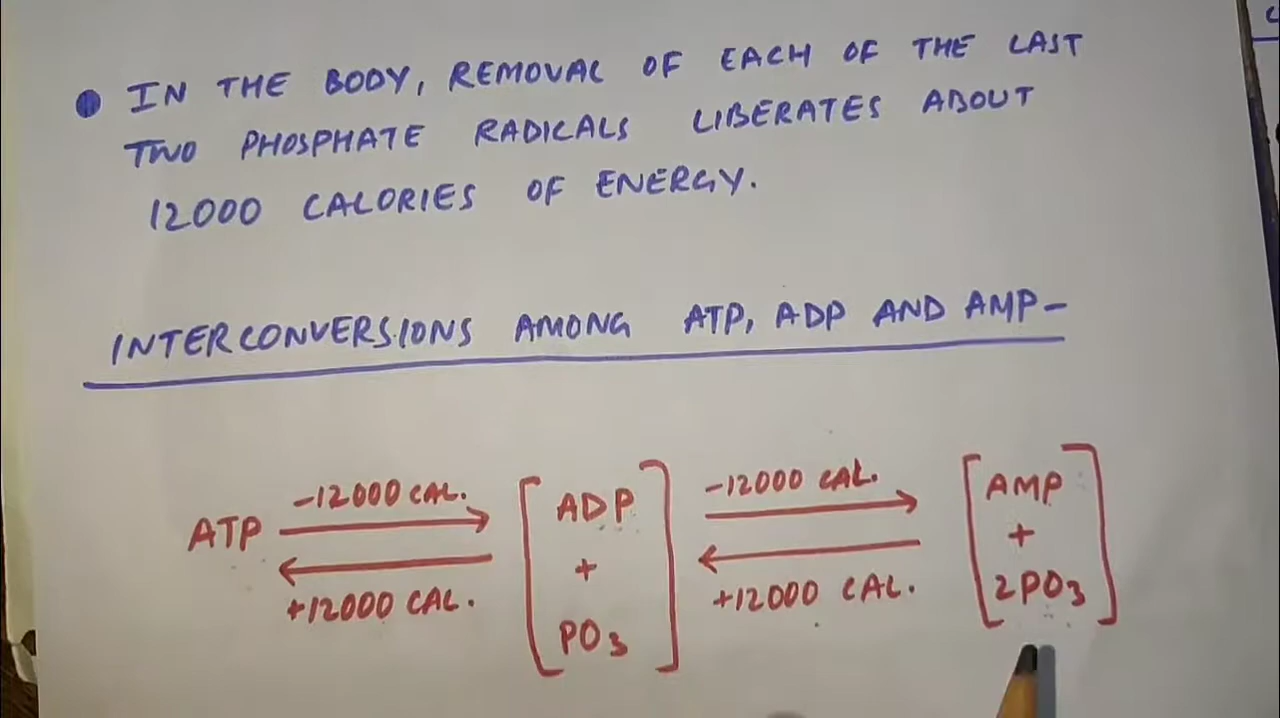 IN THE BODY, REMOVAL OF EACH OF THE LAST
TWO PHOSPHATE RADICALS LIBERATES ABOUT
12000 CALORIES OF ENERGY.
INTERCONVERSIONS AMONG ATP, ADP AND AMP-
ATP
-12000 CAL.
+12000 CAL.
ADP
+
PO3
-12000 CAL.
+12000 CAL.
AMP
+
2PO3